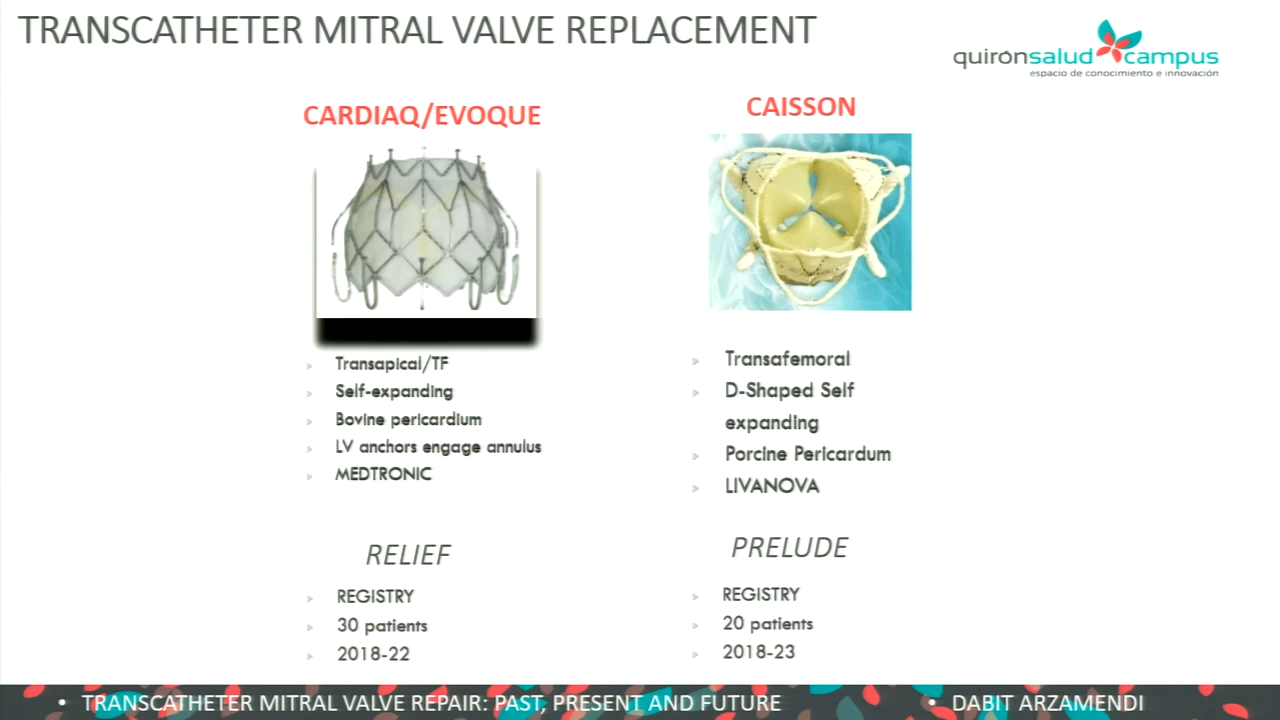 TRANSCATHETER MITRAL VALVE REPLACEMENT
quirónsalud campus
espacio de conocimiento e innovación
CARDIAQ/EVOQUE
Transapical/TF
Self-expanding
Bovine pericardium
LV anchors engage annulus
MEDTRONIC
RELIEF
REGISTRY
30 patients
2018-22
CAISSON
Transafemoral
D-Shaped Self
expanding
Porcine Pericardum
LIVANOVA
PRELUDE
REGISTRY
20 patients
2018-23
• TRANSCATHETER MITRAL VALVE REPAIR: PAST, PRESENT AND FUTURE
• DABIT ARZAMENDI